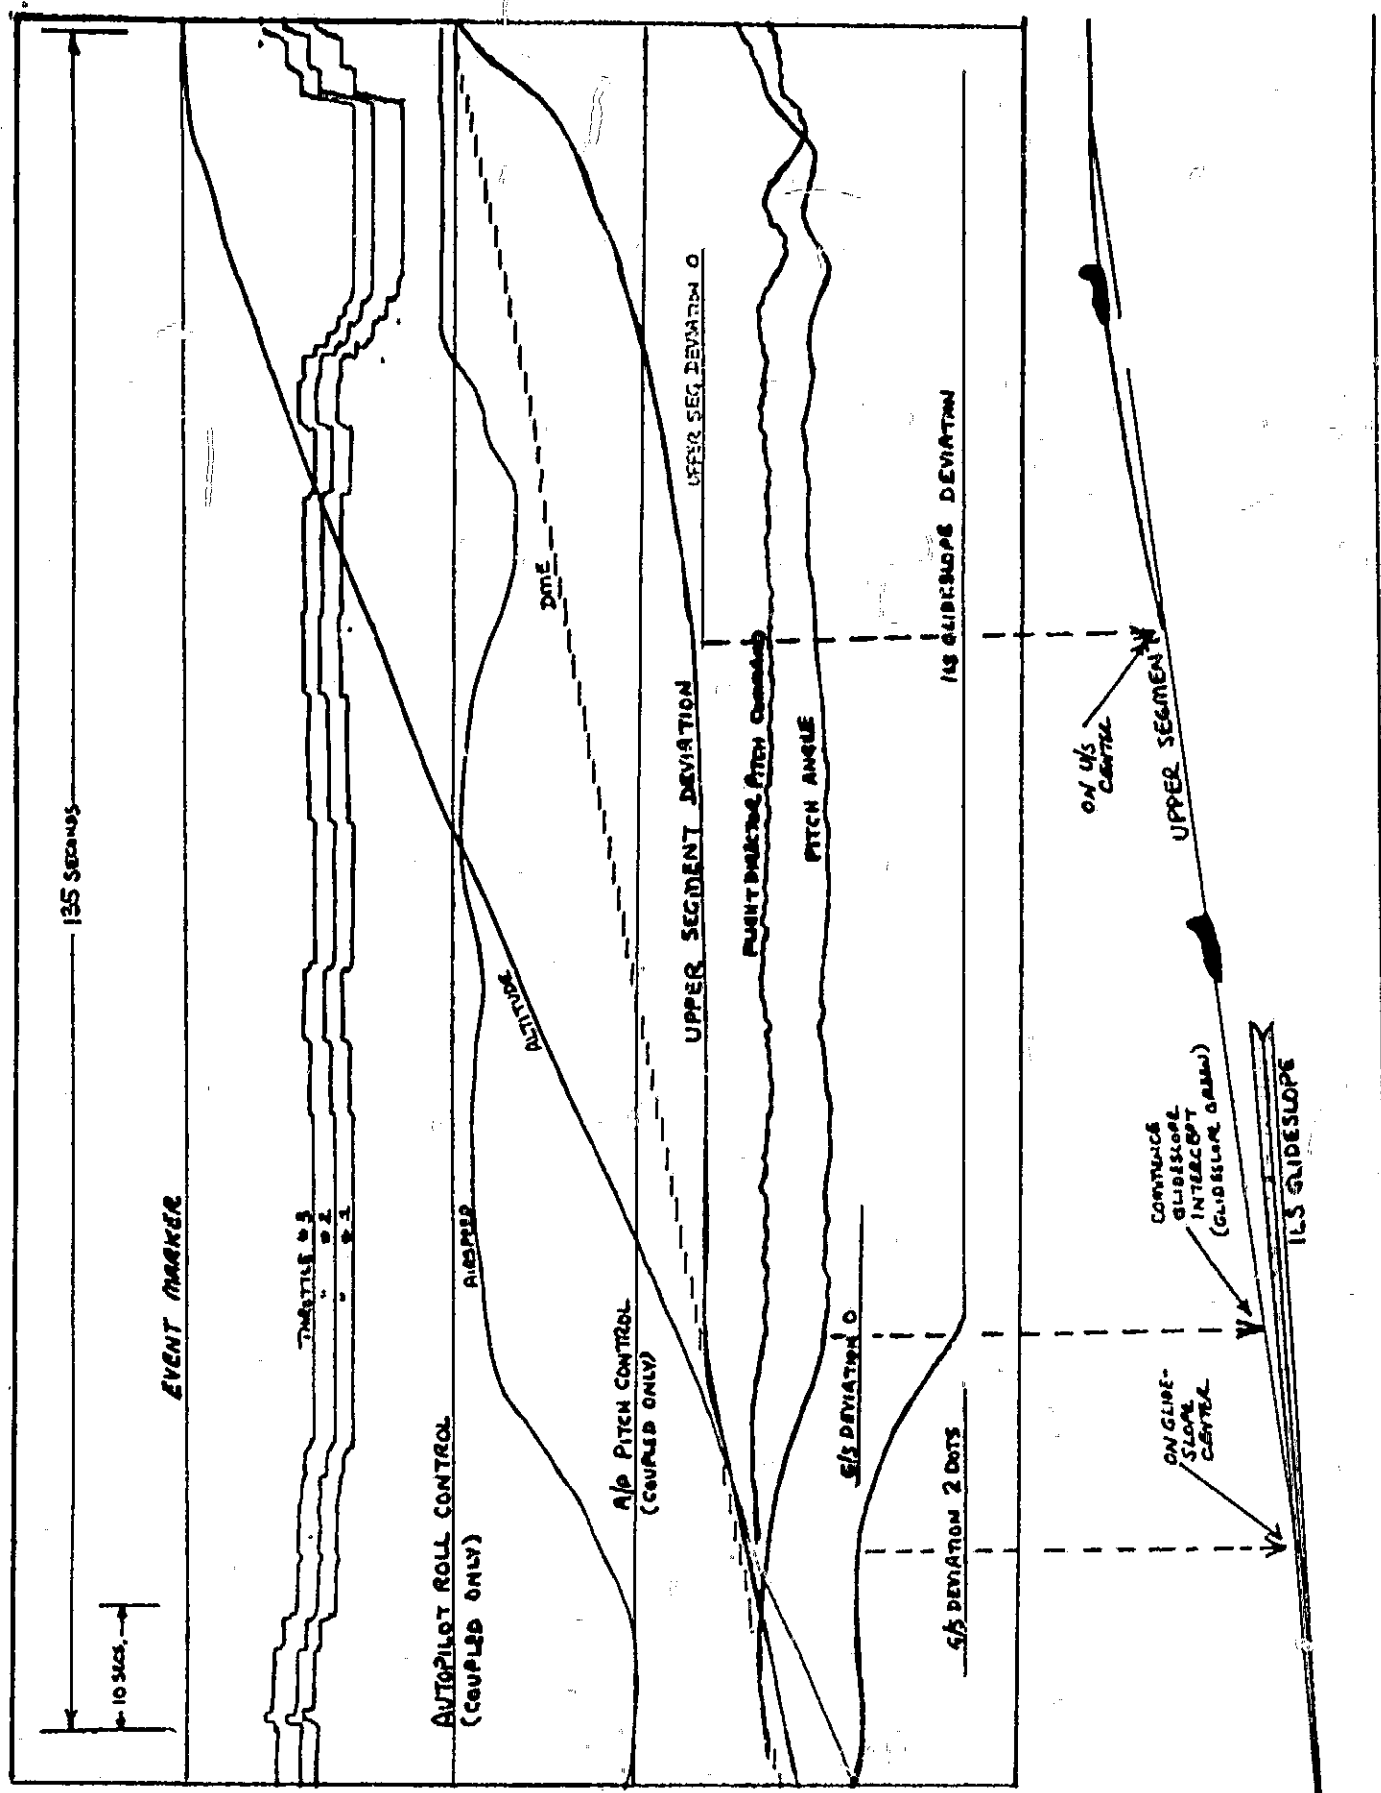 135 SECONDS
10 SECS.
EVENT MARKER
THROTTLE #3
" #2
" #1
AUTOPILOT ROLL CONTROL
(COUPLED ONLY)
AIRSPEED
ALTITUDE
DME
A/P PITCH CONTROL
(COUPLED ONLY)
UPPER SEGMENT DEVIATION
UPPER SEG DEVIATION 0
FLIGHT DIRECTOR PITCH COMMAND
PITCH ANGLE
G/S DEVIATION 0
G/S DEVIATION 2 DOTS
ILS GLIDESLOPE DEVIATION
ON U/S
CENTER
UPPER SEGMENT
COMMENCE
GLIDESLOPE
INTERCEPT
(GLIDESLOPE GREEN)
ON GLIDE-
SLOPE
CENTER
ILS GLIDESLOPE